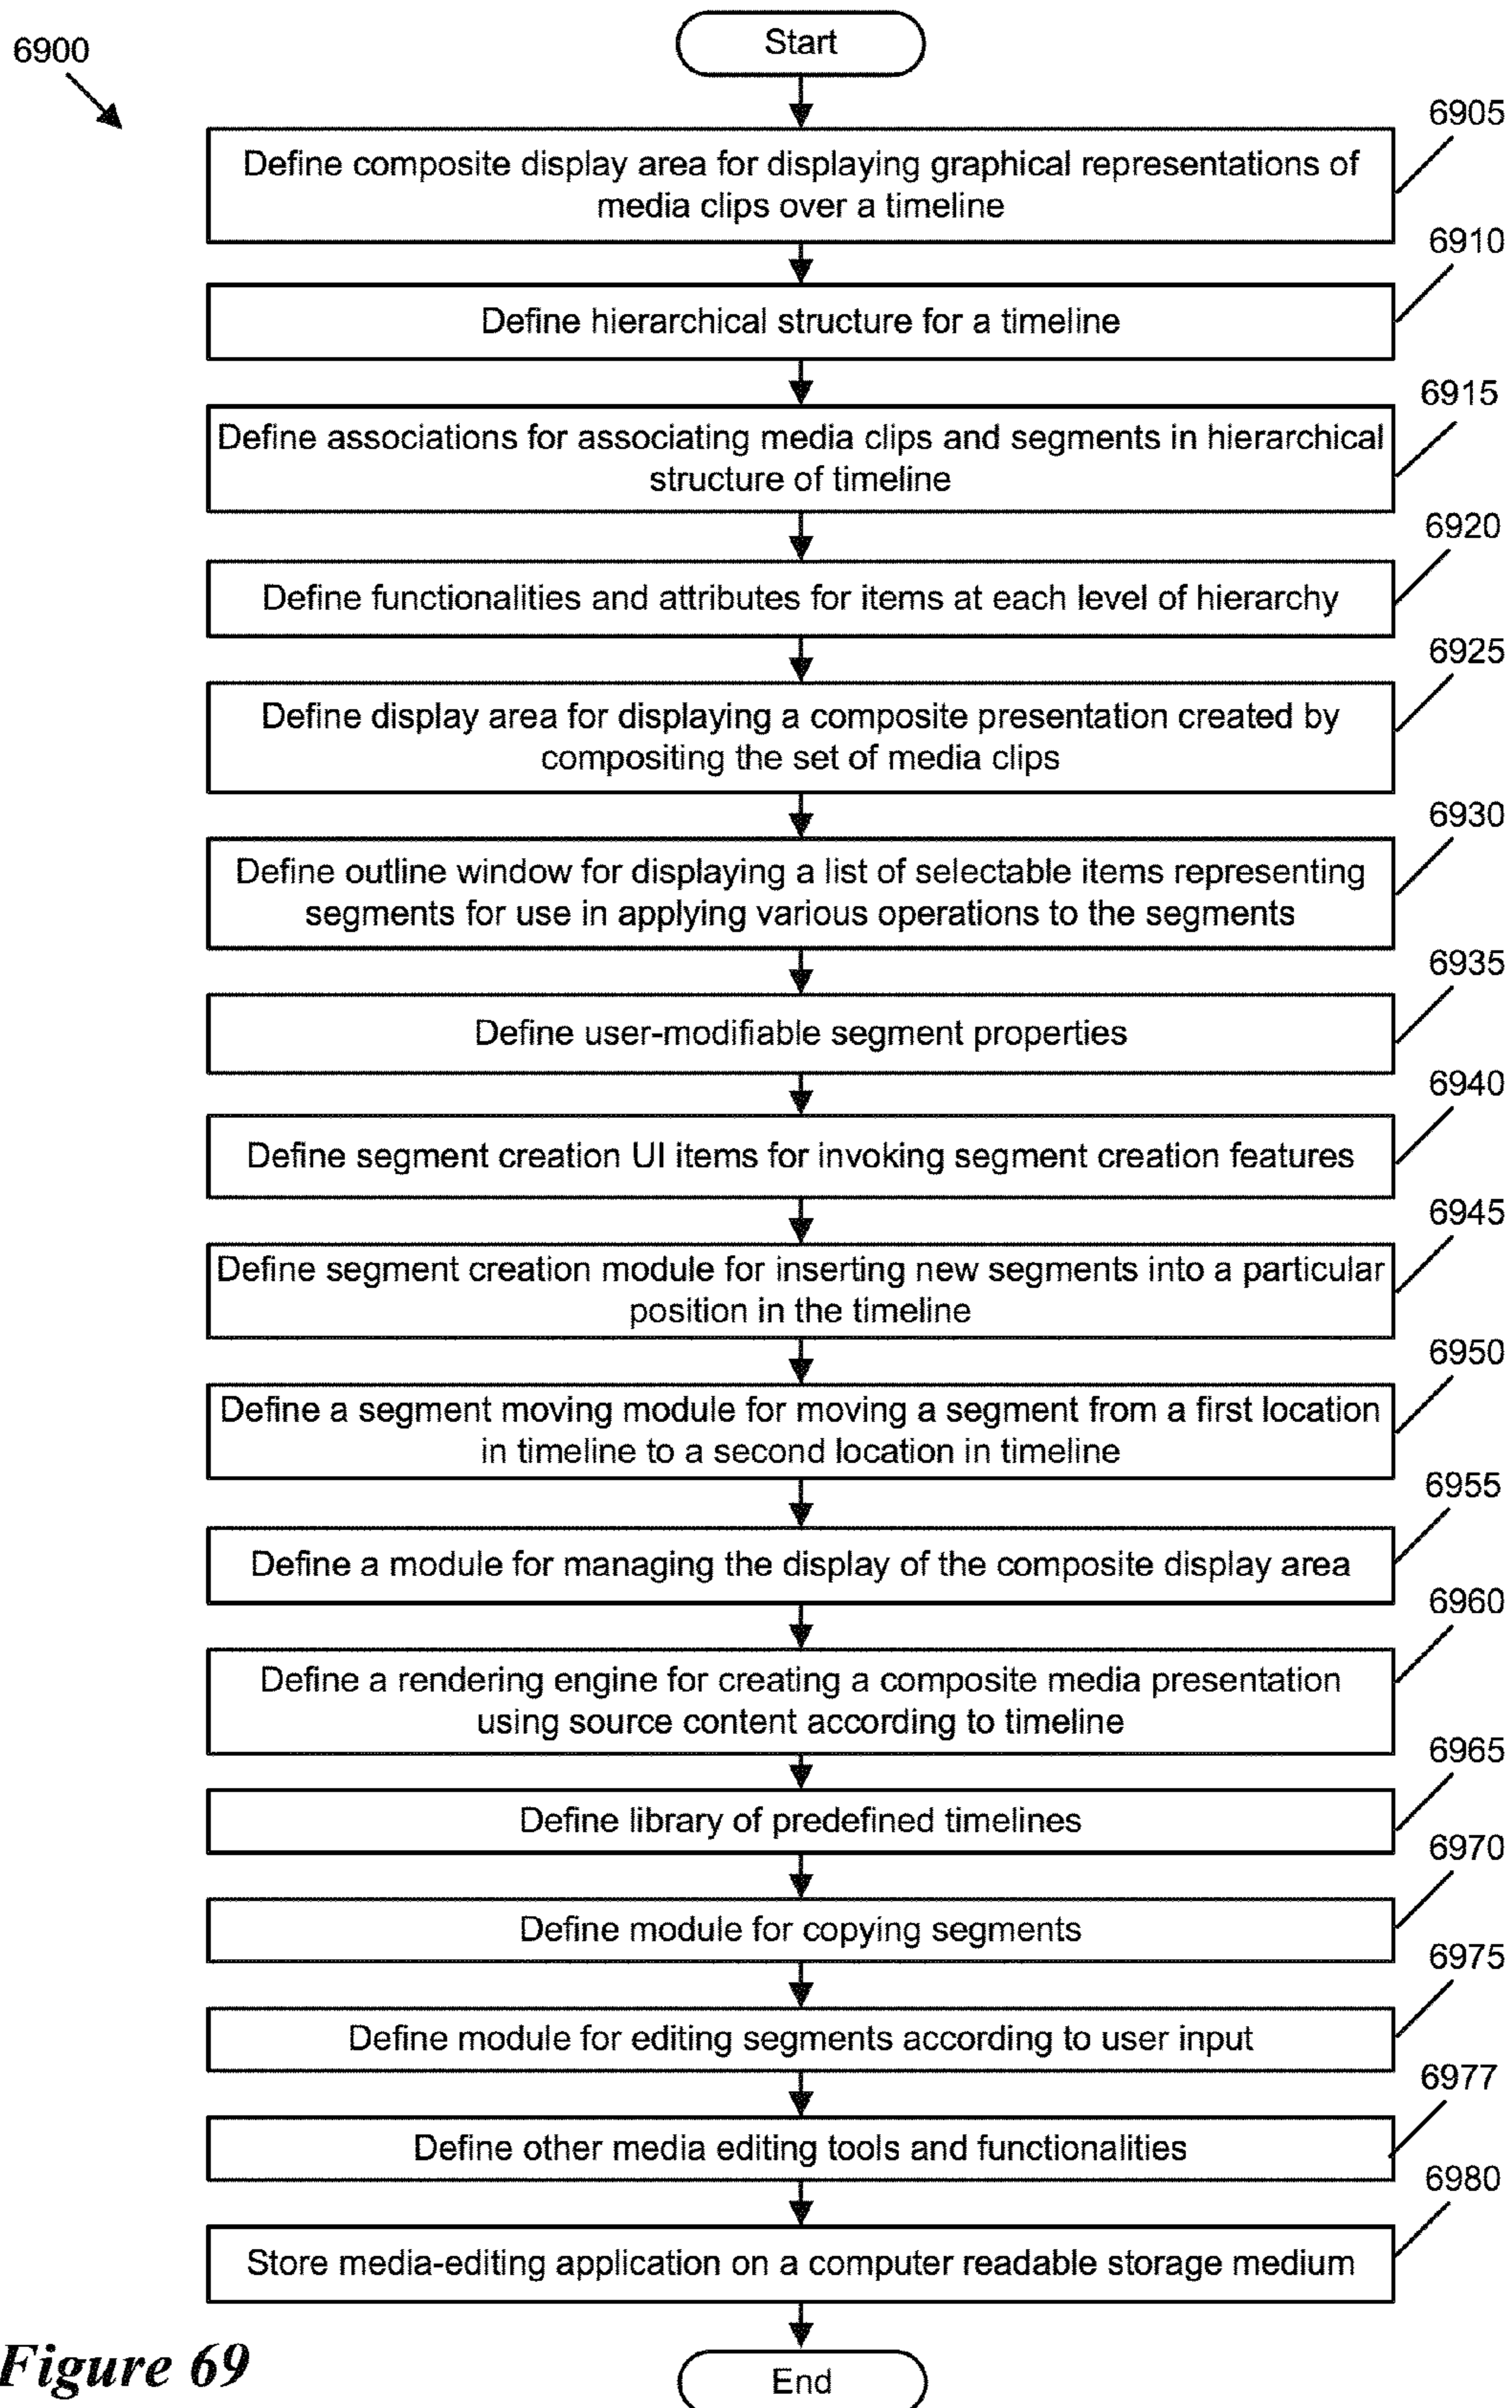 6900
Start
6905
Define composite display area for displaying graphical representations of
media clips over a timeline
6910
Define hierarchical structure for a timeline
6915
Define associations for associating media clips and segments in hierarchical
structure of timeline
6920
Define functionalities and attributes for items at each level of hierarchy
6925
Define display area for displaying a composite presentation created by
compositing the set of media clips
6930
Define outline window for displaying a list of selectable items representing
segments for use in applying various operations to the segments
6935
Define user-modifiable segment properties
6940
Define segment creation UI items for invoking segment creation features
6945
Define segment creation module for inserting new segments into a particular
position in the timeline
6950
Define a segment moving module for moving a segment from a first location
in timeline to a second location in timeline
6955
Define a module for managing the display of the composite display area
6960
Define a rendering engine for creating a composite media presentation
using source content according to timeline
6965
Define library of predefined timelines
6970
Define module for copying segments
6975
Define module for editing segments according to user input
6977
Define other media editing tools and functionalities
6980
Store media-editing application on a computer readable storage medium
End
Figure 69